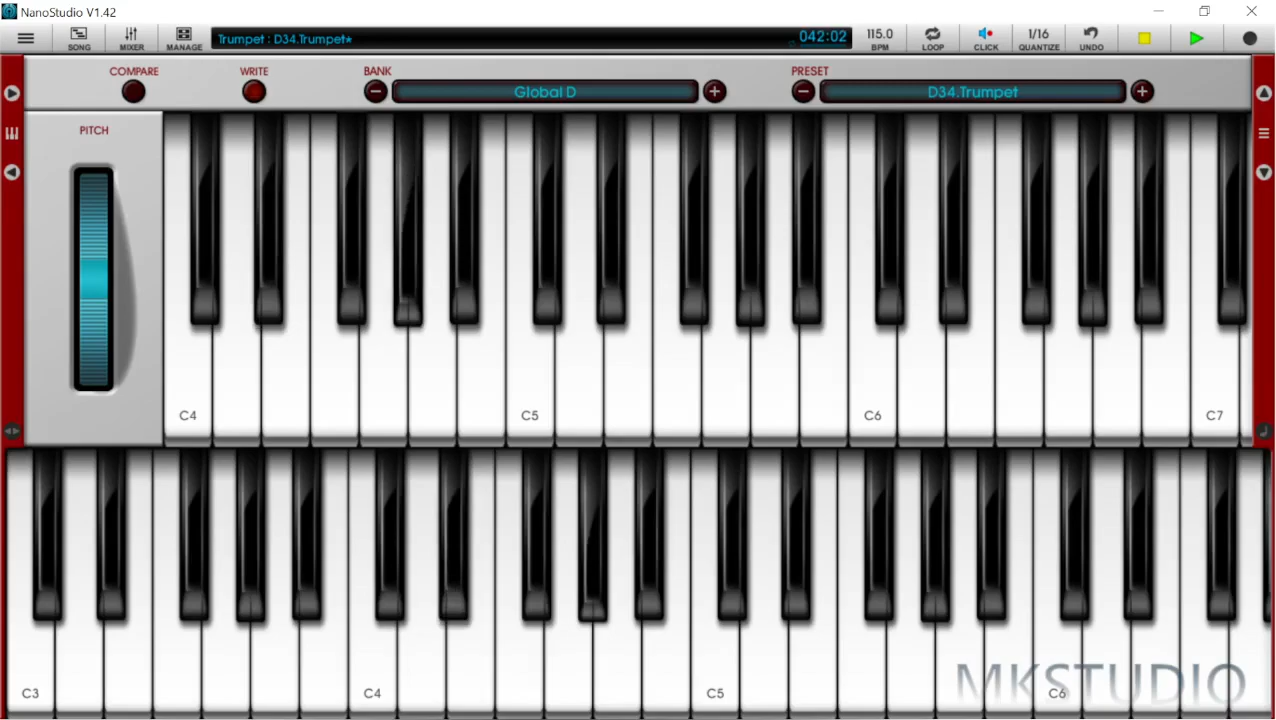 NanoStudio V1.42
SONG
MIXER
MANAGE
Trumpet : D34.Trumpet*
042:02
115.0
BPM
LOOP
CLICK
1/16
QUANTIZE
UNDO
COMPARE
WRITE
BANK
Global D
PRESET
D34.Trumpet
PITCH
C4
C5
C6
C7
C3
C4
C5
C6
MKSTUDIO